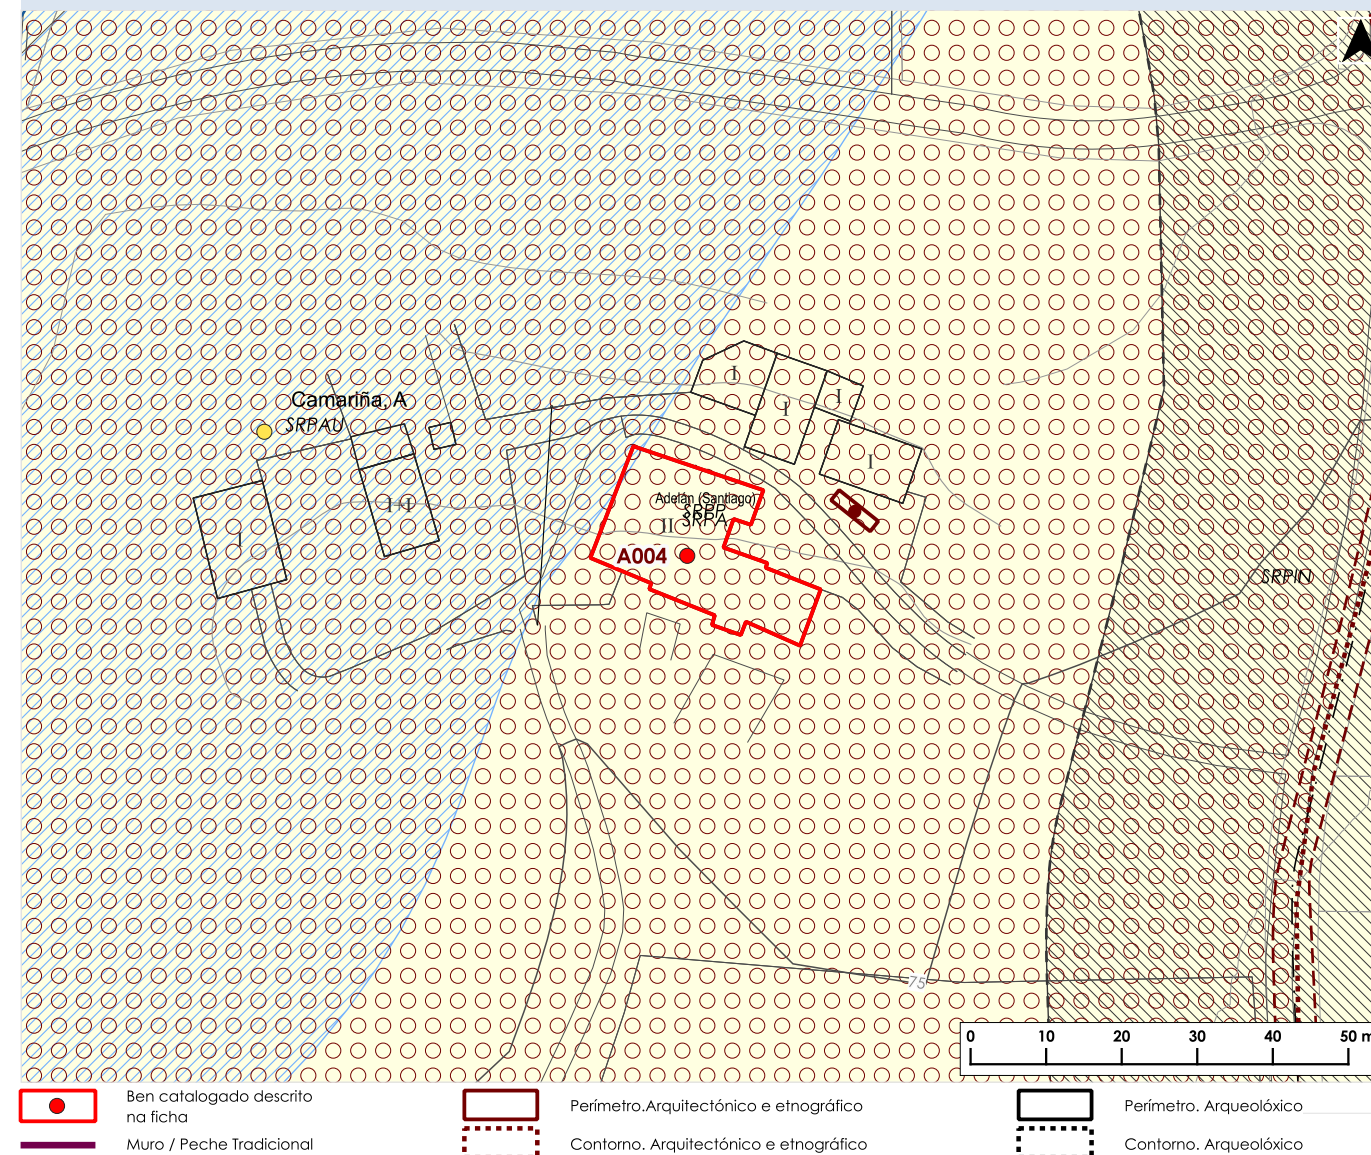 I
I
I
Camariña, A
SRPAU
I
I+I
I
Adelán (Santiago)
SRPP
SRPA
II
A004
SRPIN
75
0 10 20 30 40 50 m
Ben catalogado descrito
na ficha
Perímetro.Arquitectónico e etnográfico
Perímetro. Arqueolóxico
Muro / Peche Tradicional
Contorno. Arquitectónico e etnográfico
Contorno. Arqueolóxico